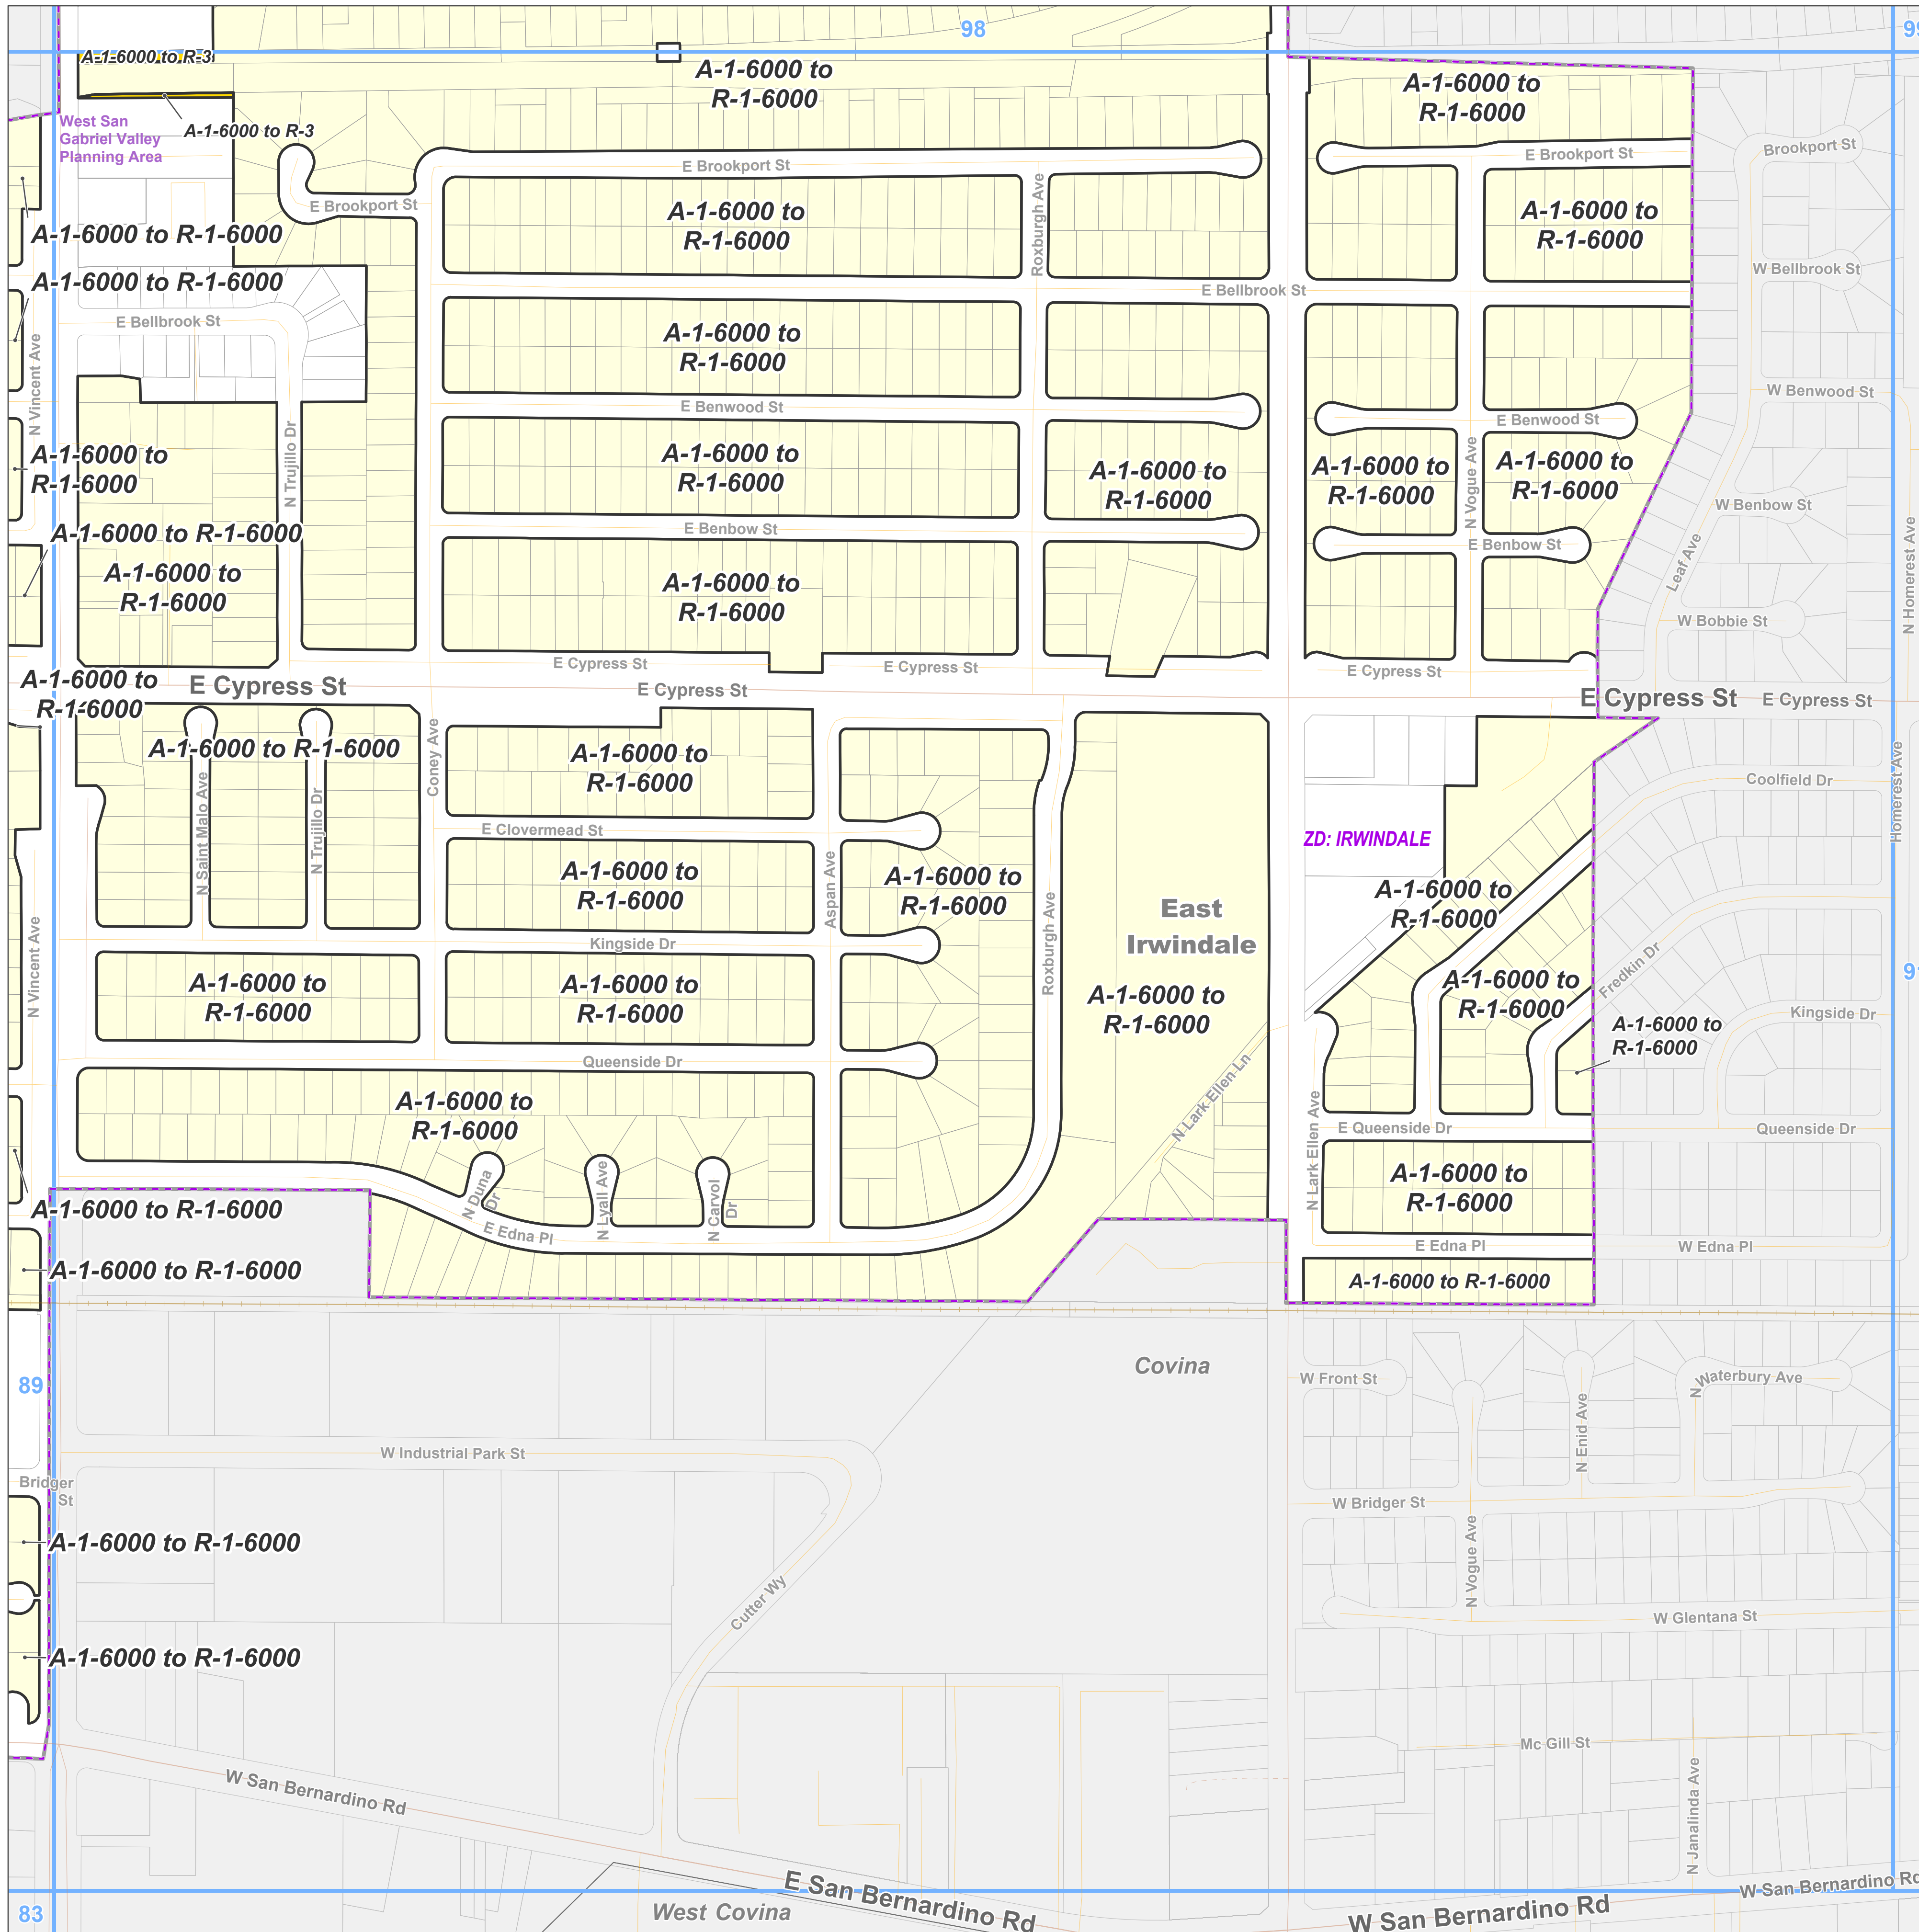 98
99
A-1-6000 to R-3
A-1-6000 to
R-1-6000
A-1-6000 to
R-1-6000
A-1-6000 to R-3
West San
Gabriel Valley
Planning Area
E Brookport St
E Brookport St
Brookport St
E Brookport St
Roxburgh Ave
A-1-6000 to
R-1-6000
A-1-6000 to
R-1-6000
A-1-6000 to R-1-6000
A-1-6000 to R-1-6000
W Bellbrook St
E Bellbrook St
E Bellbrook St
N Vincent Ave
A-1-6000 to
R-1-6000
W Benwood St
E Benwood St
E Benwood St
N Trujillo Dr
A-1-6000 to
R-1-6000
A-1-6000 to
R-1-6000
A-1-6000 to
R-1-6000
A-1-6000 to
R-1-6000
A-1-6000 to
R-1-6000
N Vogue Ave
W Benbow St
E Benbow St
E Benbow St
A-1-6000 to R-1-6000
A-1-6000 to
R-1-6000
A-1-6000 to
R-1-6000
Leaf Ave
N Homerest Ave
W Bobbie St
E Cypress St
E Cypress St
E Cypress St
A-1-6000 to
R-1-6000
E Cypress St
E Cypress St
E Cypress St
E Cypress St
A-1-6000 to R-1-6000
Coney Ave
A-1-6000 to
R-1-6000
Homerest Ave
Coolfield Dr
N Saint Malo Ave
N Trujillo Dr
E Clovermead St
ZD: IRWINDALE
A-1-6000 to
R-1-6000
Aspan Ave
A-1-6000 to
R-1-6000
A-1-6000 to
R-1-6000
East
Irwindale
Roxburgh Ave
Kingside Dr
N Vincent Ave
A-1-6000 to
R-1-6000
A-1-6000 to
R-1-6000
A-1-6000 to
R-1-6000
A-1-6000 to
R-1-6000
Fredkin Dr
Kingside Dr
A-1-6000 to
R-1-6000
Queenside Dr
N Lark Ellen Ln
A-1-6000 to
R-1-6000
E Queenside Dr
Queenside Dr
N Lark Ellen Ave
A-1-6000 to
R-1-6000
N Duna
Dr
N Lyall Ave
N Carvol
Dr
A-1-6000 to R-1-6000
E Edna Pl
E Edna Pl
W Edna Pl
A-1-6000 to R-1-6000
A-1-6000 to R-1-6000
Covina
89
W Front St
N Waterbury Ave
N Enid Ave
W Industrial Park St
Bridger
St
W Bridger St
A-1-6000 to R-1-6000
N Vogue Ave
Cutter Wy
W Glentana St
A-1-6000 to R-1-6000
Mc Gill St
N Janalinda Ave
W San Bernardino Rd
E San Bernardino Rd
W San Bernardino Rd
W San Bernardino Rd
West Covina
83